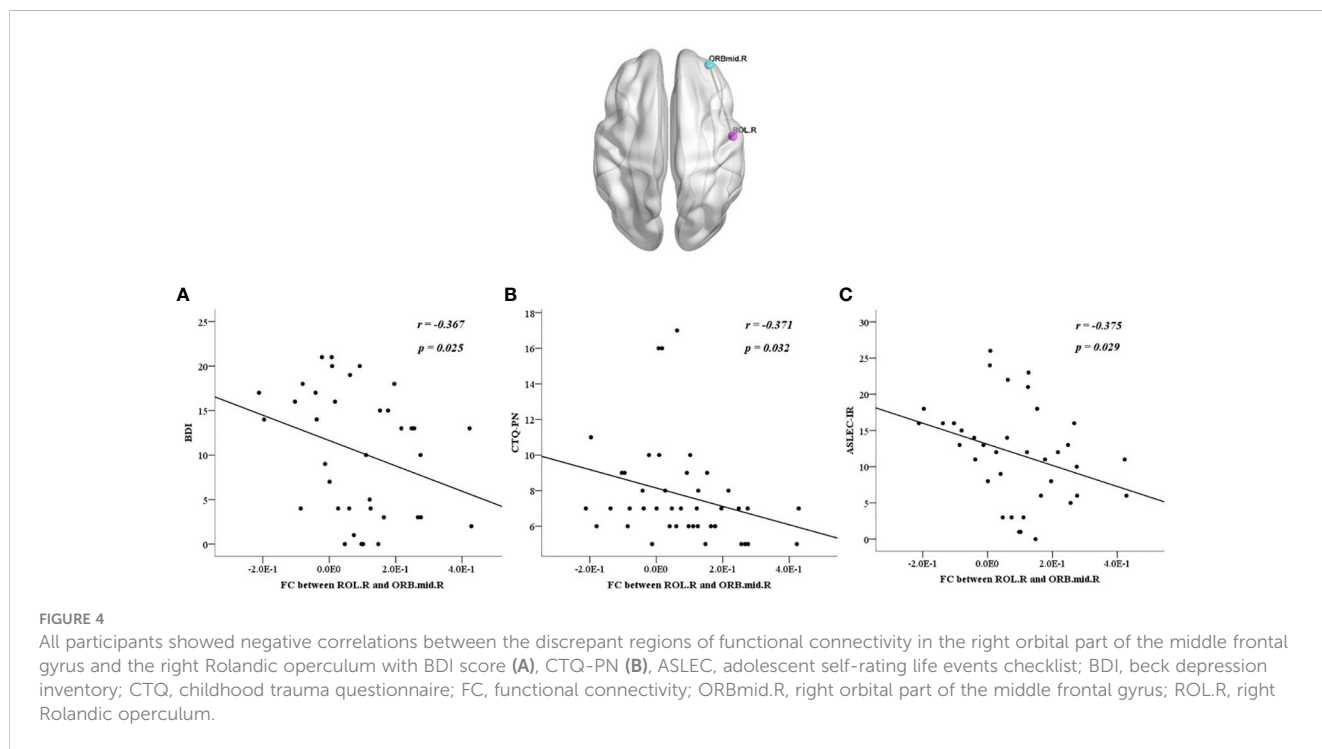 ORBmid.R
ROL.R
A
r = -0.367
p = 0.025
25
20
15
10
5
0
BDI
-2.0E-1 0.0E0 2.0E-1 4.0E-1
FC between ROL.R and ORB.mid.R
B
r = -0.371
p = 0.032
18
16
14
12
10
8
6
CTQ-PN
-2.0E-1 0.0E0 2.0E-1 4.0E-1
FC between ROL.R and ORB.mid.R
C
r = -0.375
p = 0.029
30
25
20
15
10
5
0
ASLEC-IR
-2.0E-1 0.0E0 2.0E-1 4.0E-1
FC between ROL.R and ORB.mid.R
FIGURE 4
All participants showed negative correlations between the discrepant regions of functional connectivity in the right orbital part of the middle frontal
gyrus and the right Rolandic operculum with BDI score (A), CTQ-PN (B), ASLEC, adolescent self-rating life events checklist; BDI, beck depression
inventory; CTQ, childhood trauma questionnaire; FC, functional connectivity; ORBmid.R, right orbital part of the middle frontal gyrus; ROL.R, right
Rolandic operculum.